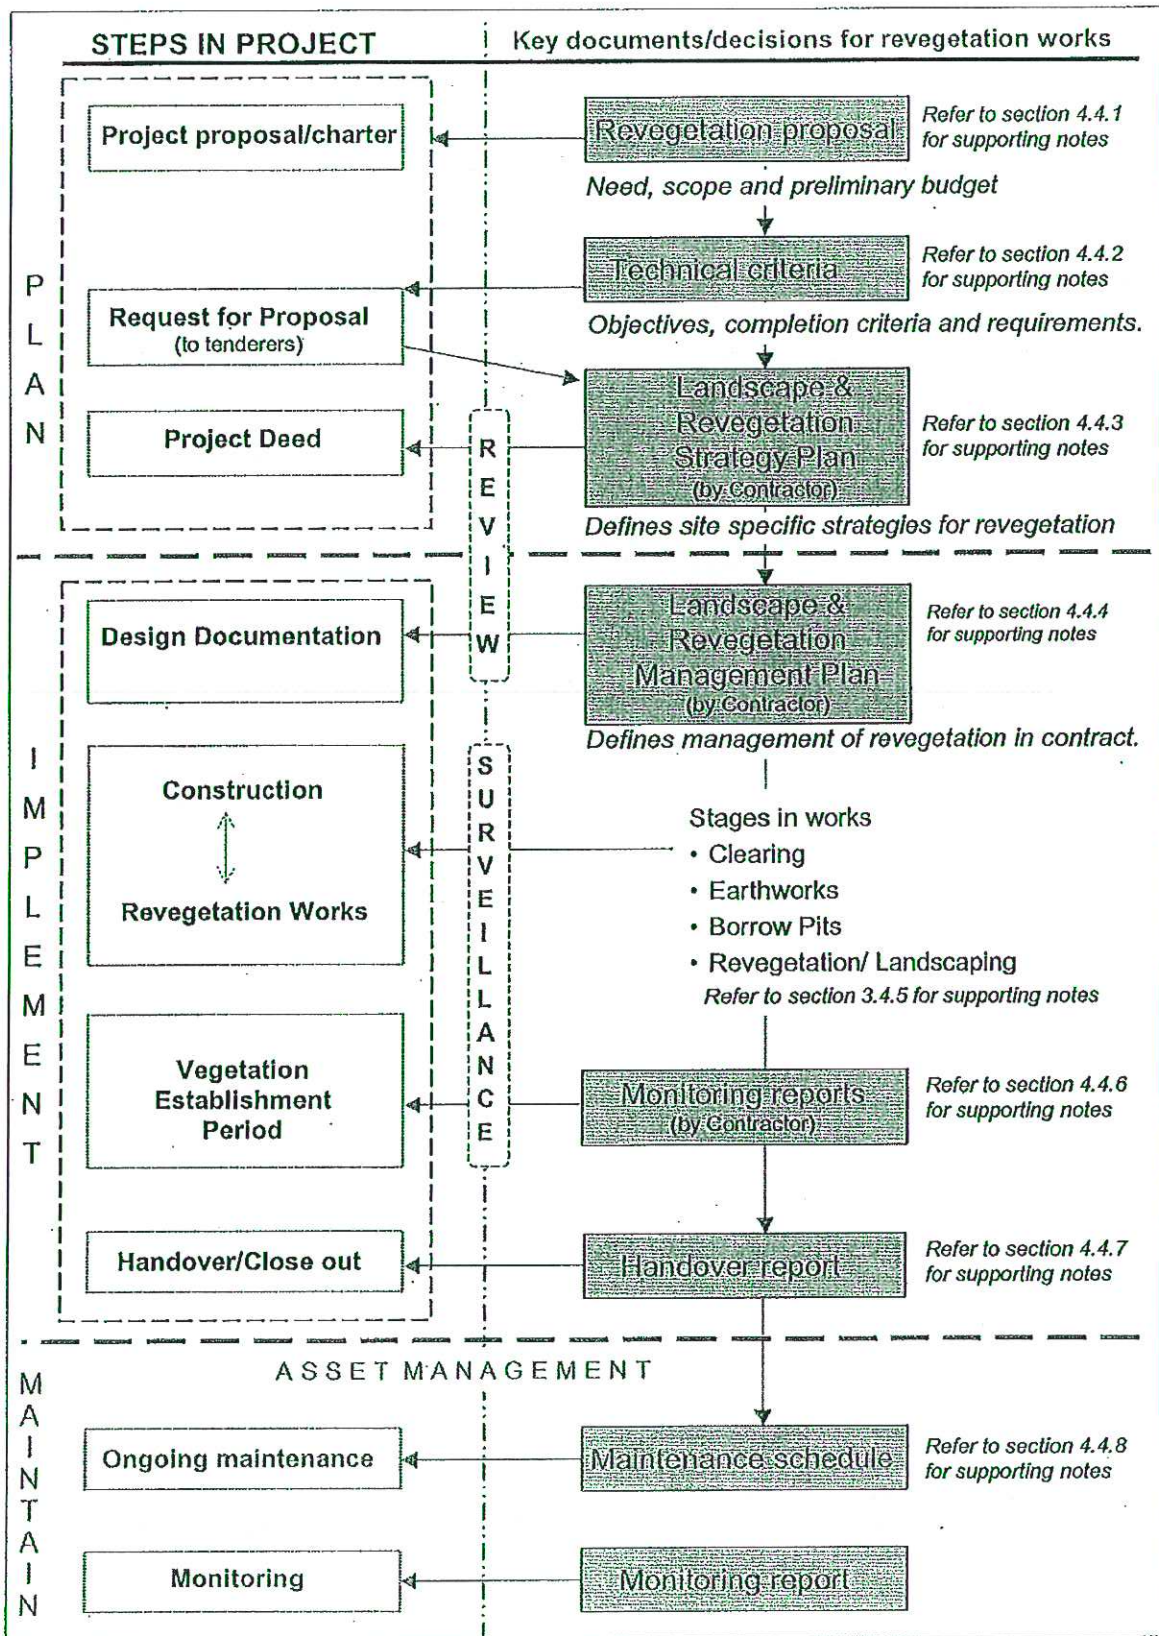 STEPS IN PROJECT
Key documents/decisions for revegetation works
PLAN
Project proposal/charter
Revegetation proposal
Refer to section 4.4.1
for supporting notes
Need, scope and preliminary budget
Technical criteria
Refer to section 4.4.2
for supporting notes
Request for Proposal
(to tenderers)
Objectives, completion criteria and requirements.
Landscape &
Revegetation
Strategy Plan
(by Contractor)
Refer to section 4.4.3
for supporting notes
Project Deed
REVIEW
Defines site specific strategies for revegetation
IMPLEMENT
Design Documentation
Landscape &
Revegetation
Management Plan
(by Contractor)
Refer to section 4.4.4
for supporting notes
Defines management of revegetation in contract.
SURVEILLANCE
Construction
Revegetation Works
Stages in works
• Clearing
• Earthworks
• Borrow Pits
• Revegetation/ Landscaping
Refer to section 3.4.5 for supporting notes
Vegetation
Establishment
Period
Monitoring reports
(by Contractor)
Refer to section 4.4.6
for supporting notes
Handover/Close out
Handover report
Refer to section 4.4.7
for supporting notes
ASSET MANAGEMENT
MAINTAIN
Ongoing maintenance
Maintenance schedule
Refer to section 4.4.8
for supporting notes
Monitoring
Monitoring report